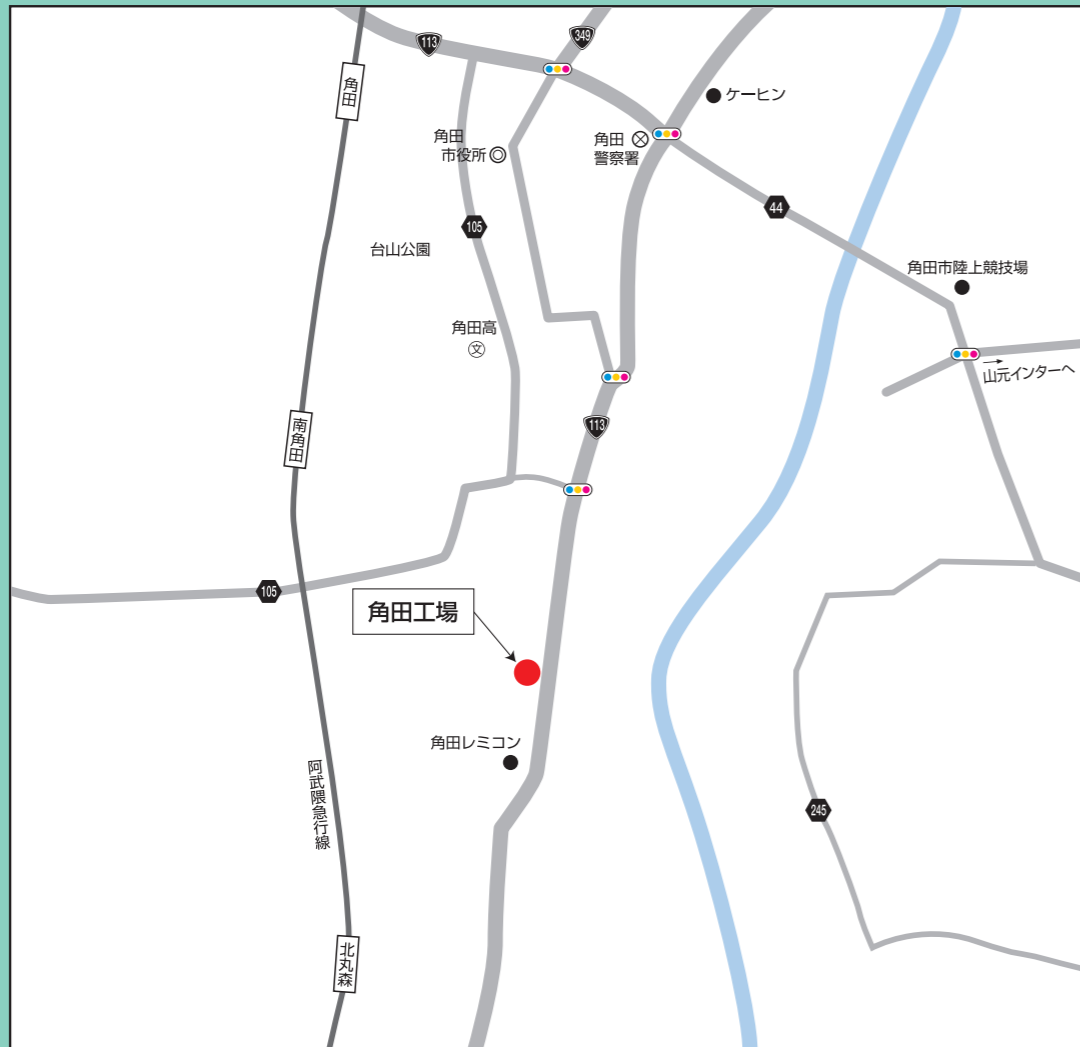 113
349
角田
ケーヒン
角田
市役所
角田
警察署
44
105
台山公園
角田市陸上競技場
角田高
文
山元インターへ
南角田
113
105
角田工場
角田レミコン
阿武隈急行線
245
北丸森